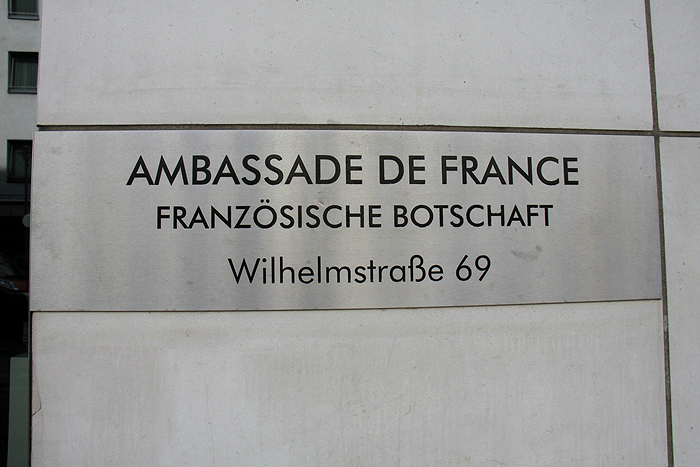 AMBASSADE DE FRANCE
FRANZÖSISCHE BOTSCHAFT
Wilhelmstraße 69